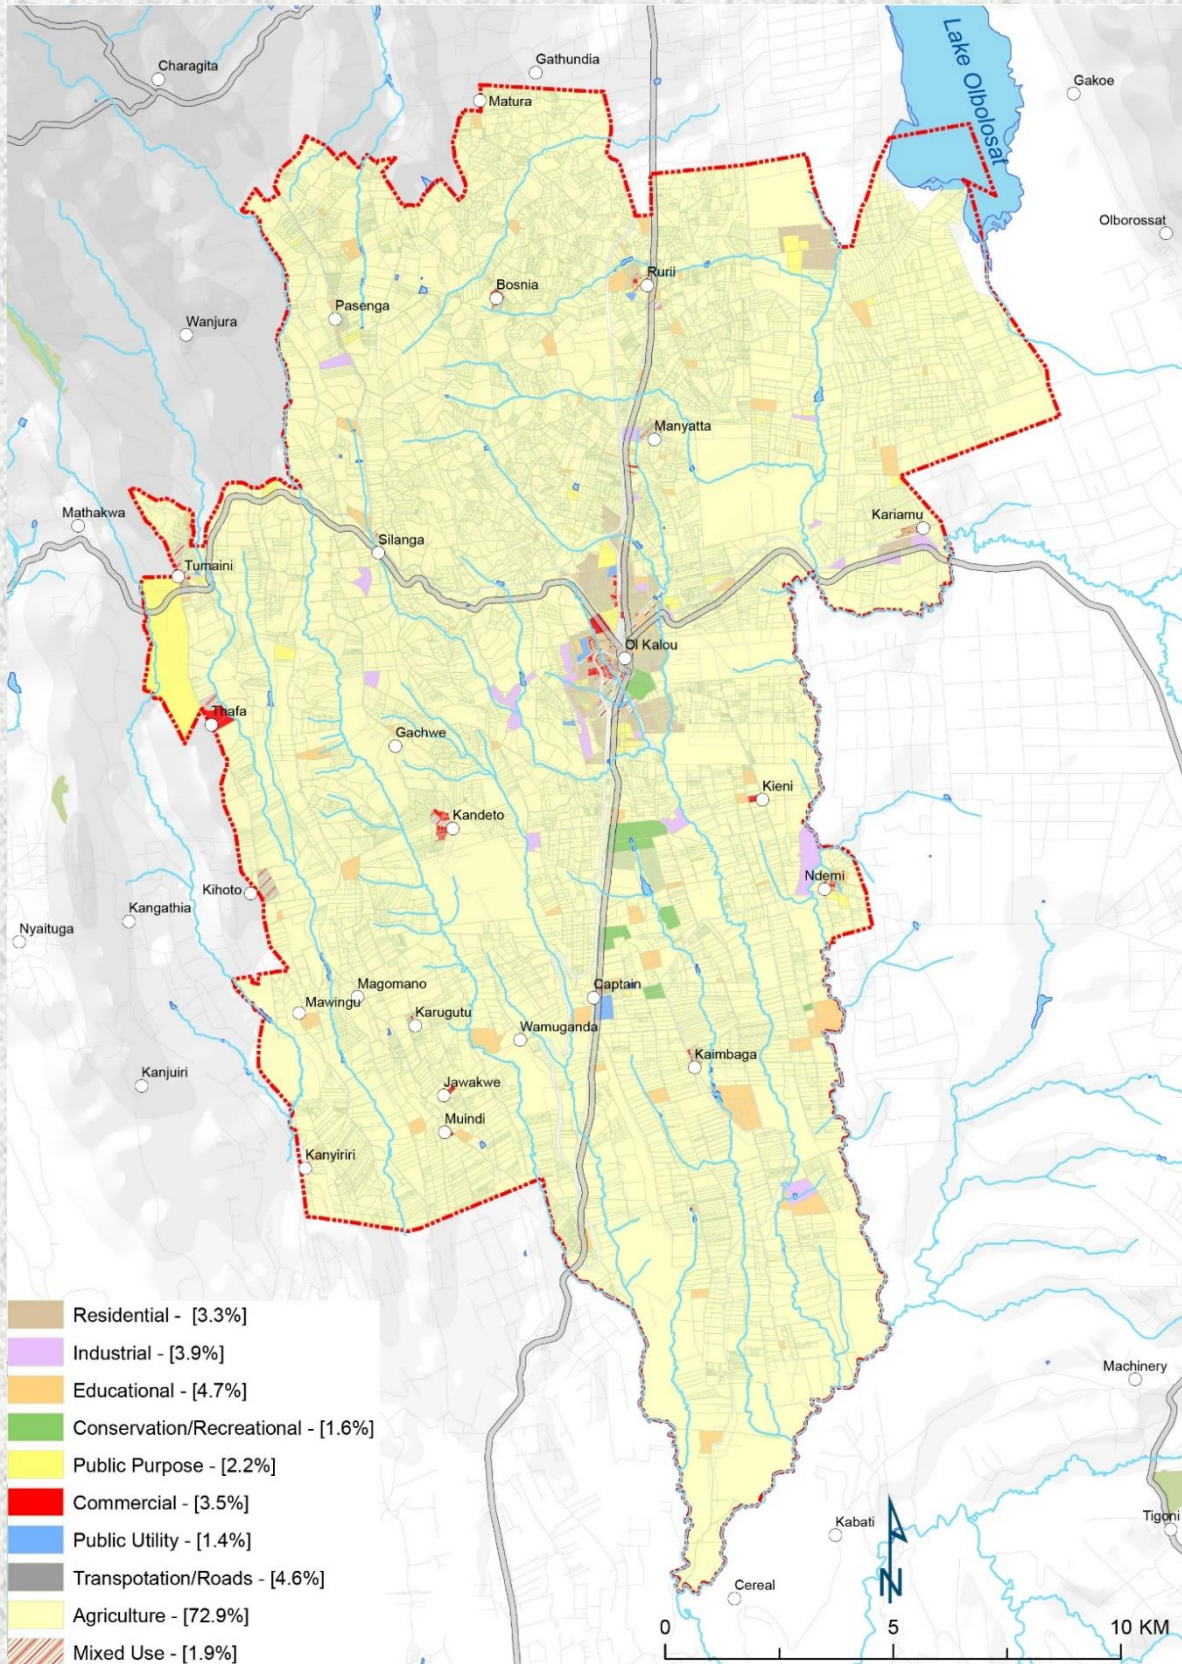 Charagita
Gathundia
Gakoe
Matura
Lake Olbolosat
Olborossat
Rurii
Bosnia
Pasenga
Wanjura
Manyatta
Kariamu
Mathakwa
Silanga
Tumaini
Ol Kalou
Thafa
Gachwe
Kieni
Kandeto
Ndemi
Kihoto
Kangathia
Nyaituga
Magomano
Captain
Mawingu
Karugutu
Wamuganda
Kaimbaga
Kanjuiri
Jawakwe
Muindi
Kanyiriri
Residential - [3.3%]
Industrial - [3.9%]
Educational - [4.7%]
Conservation/Recreational - [1.6%]
Public Purpose - [2.2%]
Commercial - [3.5%]
Public Utility - [1.4%]
Transpotation/Roads - [4.6%]
Agriculture - [72.9%]
Mixed Use - [1.9%]
Machinery
Tigoni
Kabati
Cereal
N
0 5 10 KM